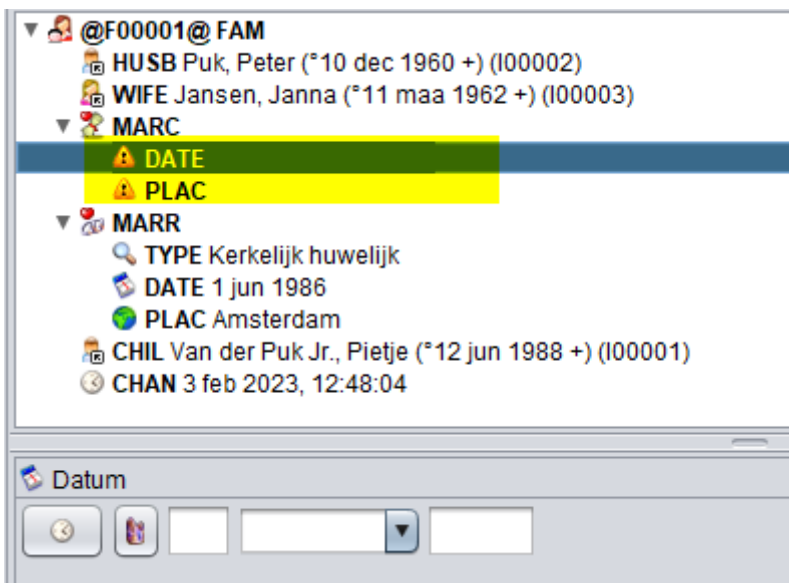 @F00001@ FAM
HUSB Puk, Peter (°10 dec 1960 +) (I00002)
WIFE Jansen, Janna (°11 maa 1962 +) (I00003)
MARC
DATE
PLAC
MARR
TYPE Kerkelijk huwelijk
DATE 1 jun 1986
PLAC Amsterdam
CHIL Van der Puk Jr., Pietje (°12 jun 1988 +) (I00001)
CHAN 3 feb 2023, 12:48:04
Datum